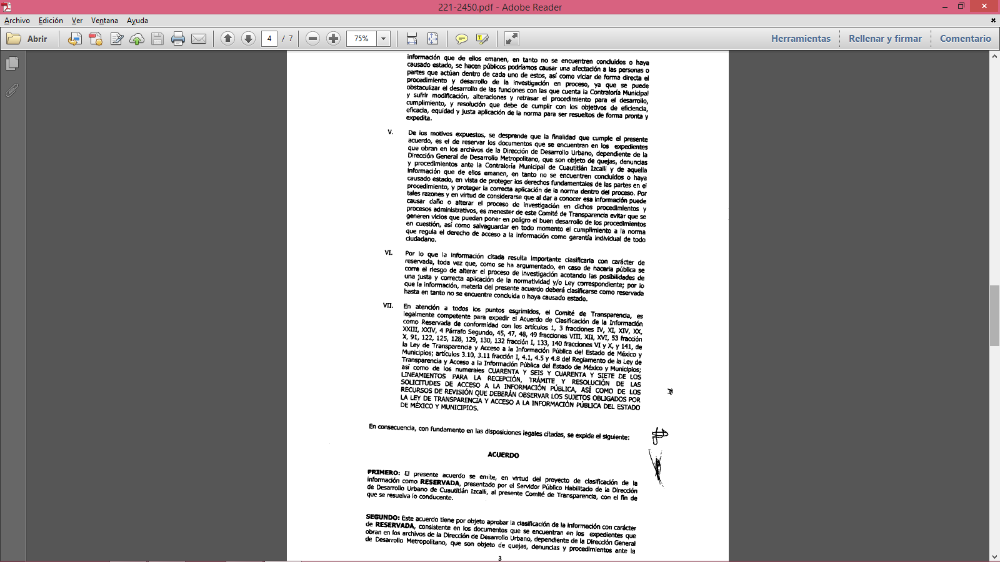 221-2450.pdf - Adobe Reader
Archivo Edición Ver Ventana Ayuda
Abrir 4 / 7 75% Herramientas Rellenar y firmar Comentario
información que de ellos emanen, en tanto no se encuentren concluidos o haya
causado estado, se hacen públicos podríamos causar una afectación a las personas o
partes que actúan dentro de cada uno de estos, así como viciar de forma directa el
procedimiento y desarrollo de la investigación en proceso, ya que se puede
obstaculizar el desarrollo de las funciones con las que cuenta la Contraloría Municipal
y sufrir modificación, alteraciones y retrasar el procedimiento para el desarrollo,
cumplimiento, y resolución que debe de cumplir con los objetivos de eficiencia,
eficacia, equidad y justa aplicación de la norma para ser resueltos de forma pronta y
expedita.
V. De los motivos expuestos, se desprende que la finalidad que cumple el presente
acuerdo, es el de reservar los documentos que se encuentran en los expedientes
que obran en los archivos de la Dirección de Desarrollo Urbano, dependiente de la
Dirección General de Desarrollo Metropolitano, que son objeto de quejas, denuncias
y procedimientos ante la Contraloría Municipal de Cuautitlán Izcalli y de aquella
información que de ellos emanen, en tanto no se encuentren concluidos o haya
causado estado, en vista de proteger los derechos fundamentales de las partes en el
procedimiento, y proteger la correcta aplicación de la norma dentro del proceso. Por
tales razones y en virtud de considerarse que al dar a conocer esa información puede
causar daño o alterar el proceso de investigación en dichos procedimientos y
procesos administrativos, es menester de este Comité de Transparencia evitar que se
generen vicios que puedan poner en peligro el buen desarrollo de los procedimientos
en cuestión, así como salvaguardar en todo momento el cumplimiento a la norma
que regula el derecho de acceso a la información como garantía individual de todo
ciudadano.
VI. Por lo que la información citada resulta importante clasificarla con carácter de
reservada, toda vez que, como se ha argumentado, en caso de hacerla pública se
corre el riesgo de alterar el proceso de investigación acotando las posibilidades de
una justa y correcta aplicación de la normatividad y/o Ley correspondiente; por lo
que la información, materia del presente acuerdo deberá clasificarse como reservada
hasta en tanto no se encuentre concluida o haya causado estado.
VII. En atención a todos los puntos esgrimidos, el Comité de Transparencia, es
legalmente competente para expedir el Acuerdo de Clasificación de la Información
como Reservada de conformidad con los artículos 1, 3 fracciones IV, XI, XIV, XX,
XXIII, XXIV, 4 Párrafo Segundo, 45, 47, 48, 49 fracciones VIII, XII, XVI, 53 fracción
X, 91, 122, 125, 128, 129, 130, 132 fracción I, 133, 140 fracciones VI y X, y 141, de
la Ley de Transparencia y Acceso a la Información Pública del Estado de México y
Municipios; artículos 3.10, 3.11 fracción I, 4.1, 4.5 y 4.8 del Reglamento de la Ley de
Transparencia y Acceso a la Información Pública del Estado de México y Municipios;
así como de los numerales CUARENTA Y SEIS Y CUARENTA Y SIETE DE LOS
LINEAMIENTOS PARA LA RECEPCIÓN, TRÁMITE Y RESOLUCIÓN DE LAS
SOLICITUDES DE ACCESO A LA INFORMACIÓN PÚBLICA, ASÍ COMO DE LOS
RECURSOS DE REVISIÓN QUE DEBERÁN OBSERVAR LOS SUJETOS OBLIGADOS POR
LA LEY DE TRANSPARENCIA Y ACCESO A LA INFORMACIÓN PÚBLICA DEL ESTADO
DE MÉXICO Y MUNICIPIOS.
En consecuencia, con fundamento en las disposiciones legales citadas, se expide el siguiente:
ACUERDO
PRIMERO: El presente acuerdo se emite, en virtud del proyecto de clasificación de la
información como RESERVADA, presentado por el Servidor Público Habilitado de la Dirección
de Desarrollo Urbano de Cuautitlán Izcalli, al presente Comité de Transparencia, con el fin de
que se resuelva lo conducente.
SEGUNDO: Este acuerdo tiene por objeto aprobar la clasificación de la información con carácter
de RESERVADA, consistente en los documentos que se encuentran en los expedientes que
obran en los archivos de la Dirección de Desarrollo Urbano, dependiente de la Dirección General
de Desarrollo Metropolitano, que son objeto de quejas, denuncias y procedimientos ante la
3